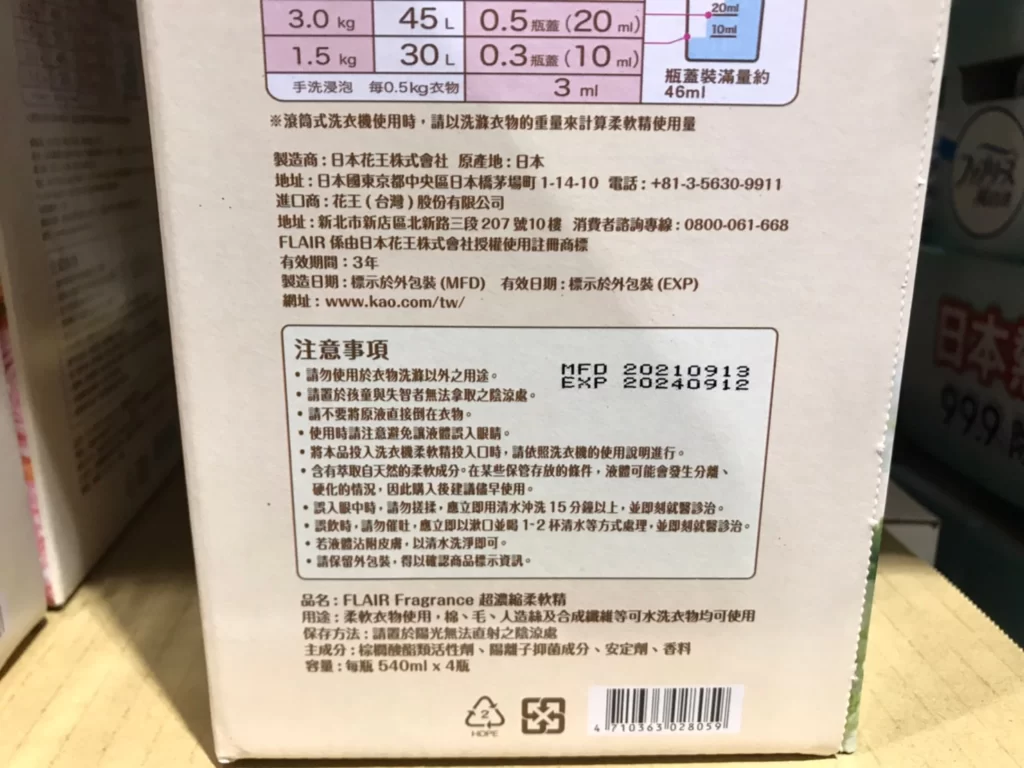 3.0 kg 45 L 0.5瓶蓋(20 ml)
20ml
10ml
1.5 kg 30 L 0.3瓶蓋(10 ml)
手洗浸泡 每0.5kg衣物 3 ml
瓶蓋裝滿量約
46ml
※滾筒式洗衣機使用時，請以洗滌衣物的重量來計算柔軟精使用量
製造商：日本花王株式會社 原產地：日本
地址：日本國東京都中央區日本橋茅場町1-14-10 電話：+81-3-5630-9911
進口商：花王(台灣)股份有限公司
地址：新北市新店區北新路三段207號10樓 消費者諮詢專線：0800-061-668
FLAIR 係由日本花王株式會社授權使用註冊商標
有效期間：3年
製造日期：標示於外包裝(MFD) 有效日期：標示於外包裝(EXP)
網址：www.kao.com/tw/
注意事項
MFD 20210913
EXP 20240912
•請勿使用於衣物洗滌以外之用途。
•請置於孩童與失智者無法拿取之陰涼處。
•請不要將原液直接倒在衣物。
•使用時請注意避免讓液體誤入眼睛。
•將本品投入洗衣機柔軟精投入口時，請依照洗衣機的使用說明進行。
•含有萃取自天然的柔軟成分。在某些保管存放的條件，液體可能會發生分離、
硬化的情況，因此購入後建議儘早使用。
•誤入眼中時，請勿搓揉，應立即用清水沖洗15分鐘以上，並即刻就醫診治。
•誤飲時，請勿催吐，應立即以漱口並喝1-2杯清水等方式處理，並即刻就醫診治。
•若液體沾附皮膚，以清水洗淨即可。
•請保留外包裝，得以確認商品標示資訊。
品名：FLAIR Fragrance 超濃縮柔軟精
用途：柔軟衣物使用，棉、毛、人造絲及合成纖維等可水洗衣物均可使用
保存方法：請置於陽光無法直射之陰涼處
主成分：棕櫚酸酯類活性劑、陽離子抑菌成分、安定劑、香料
容量：每瓶 540ml x 4瓶
2
HDPE
4 710363 028059
日本
99.9